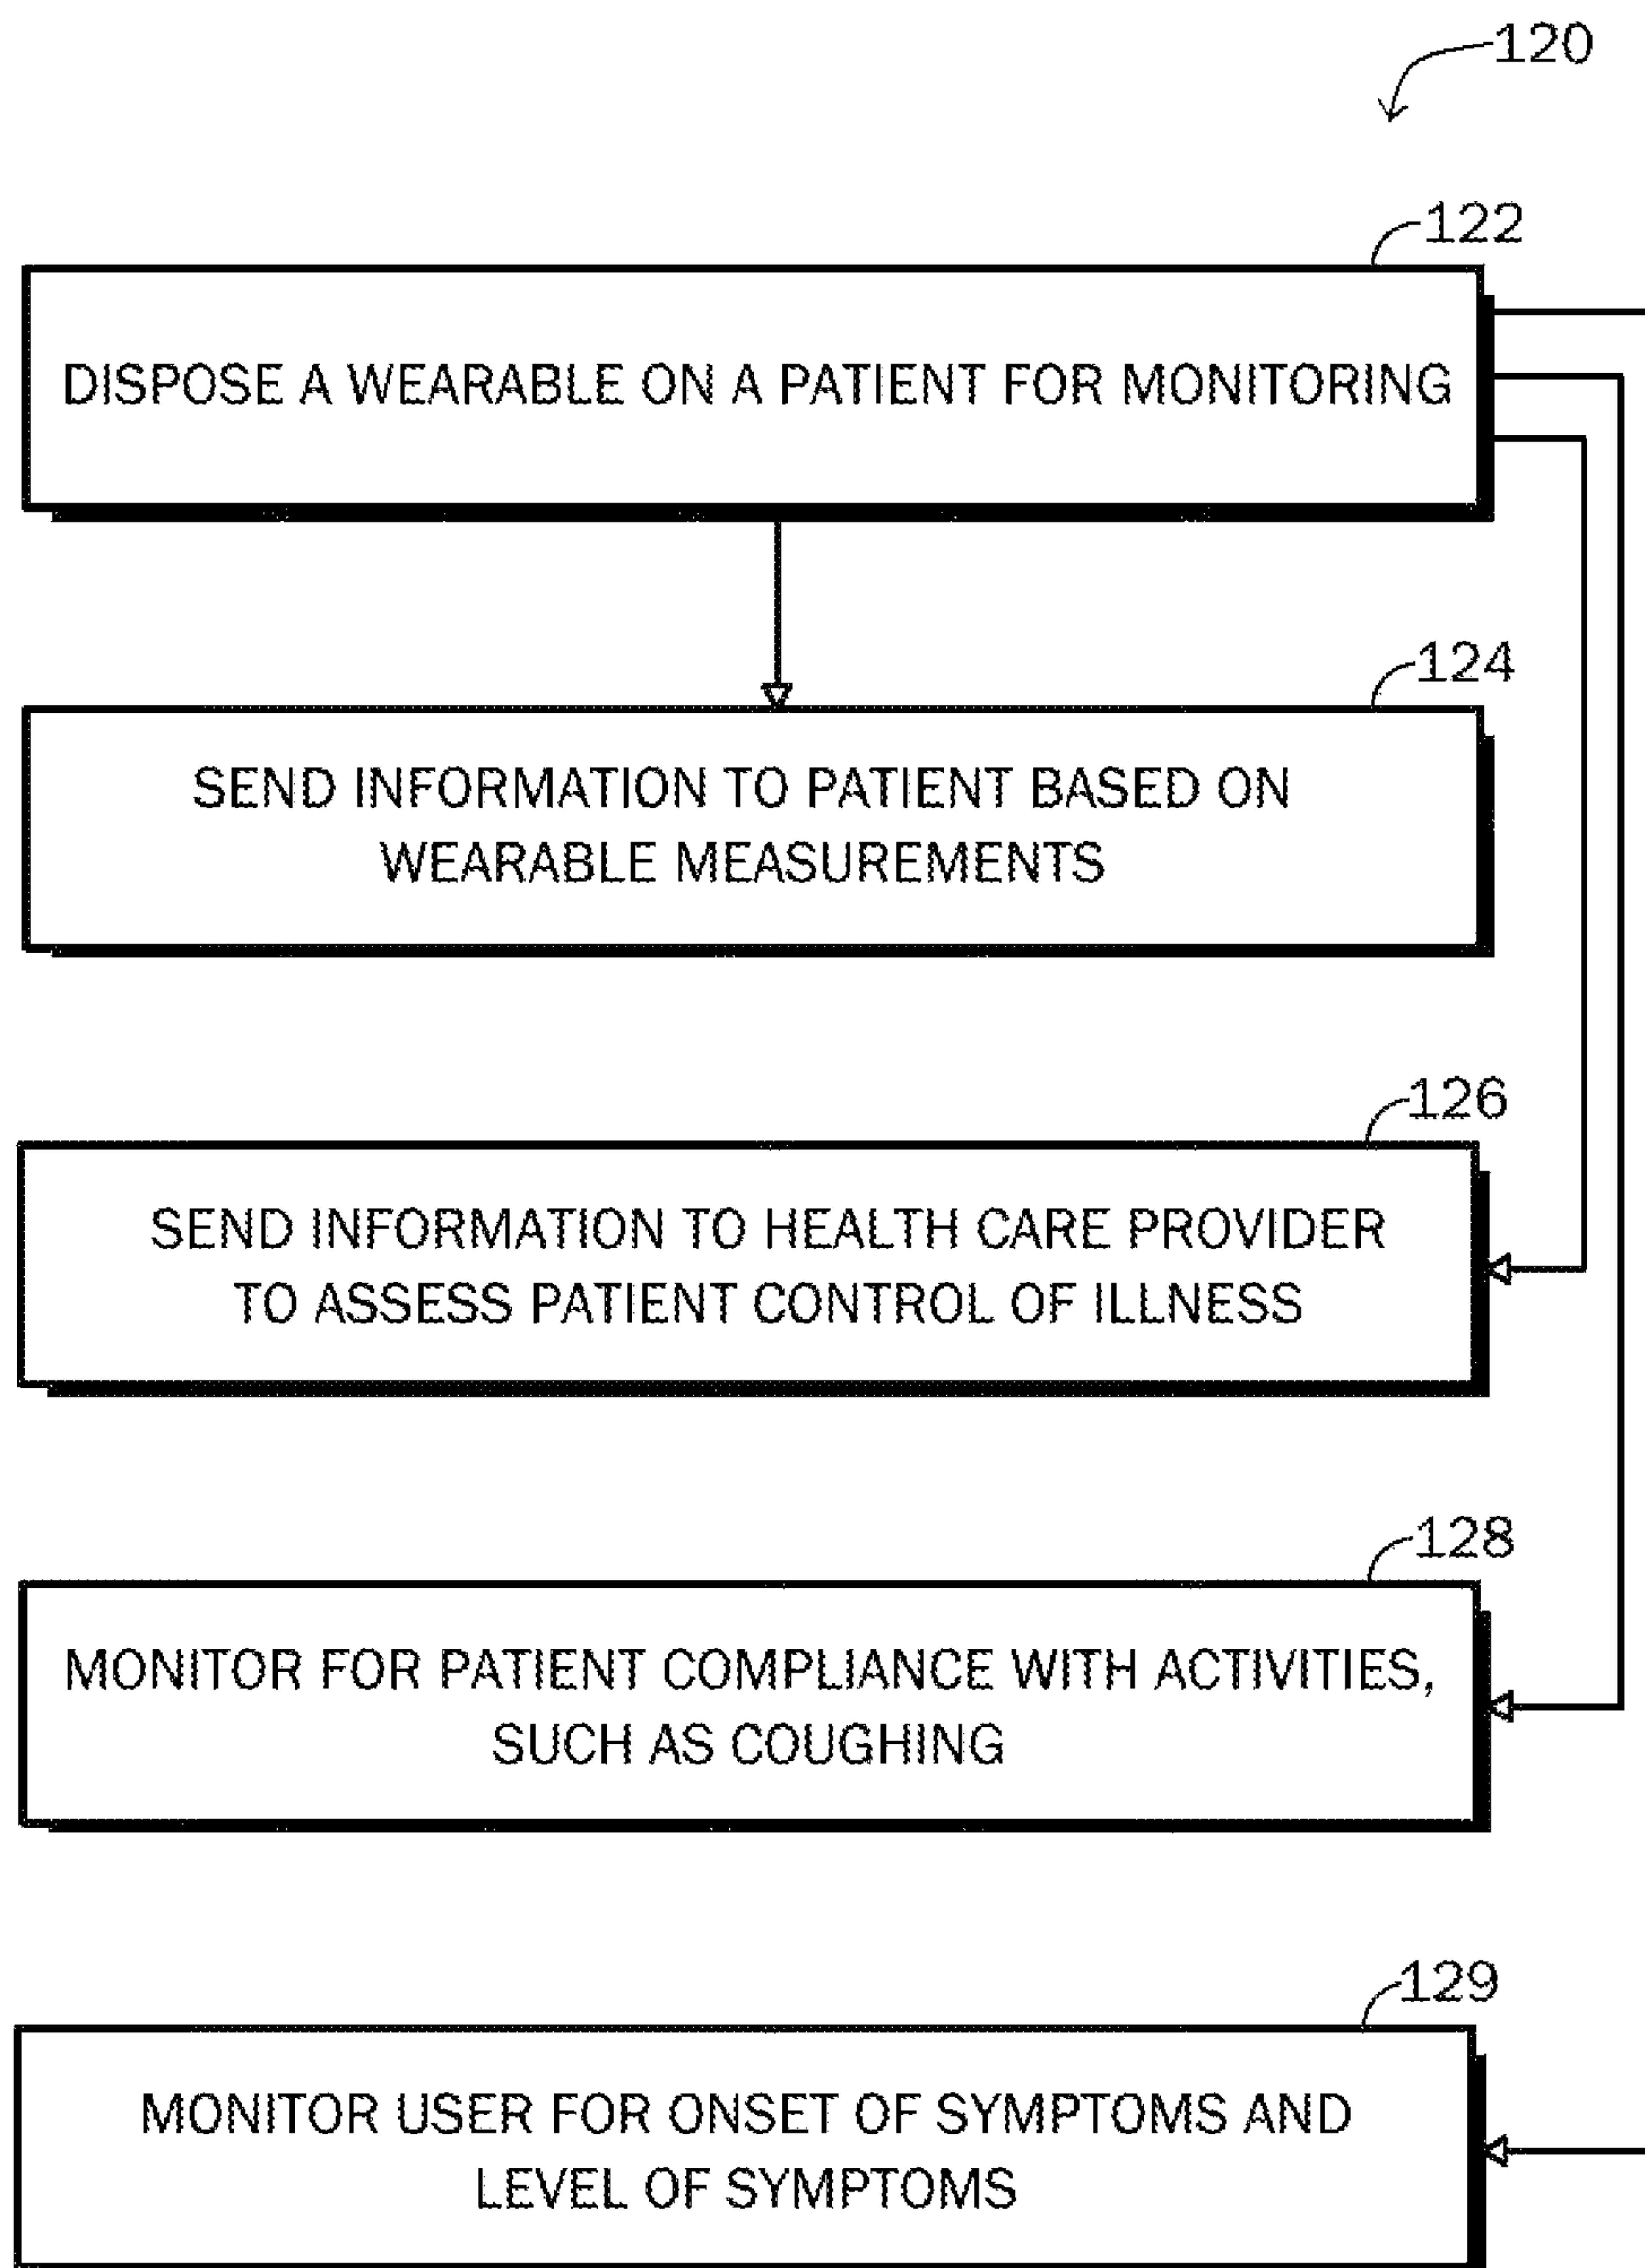 120
122
DISPOSE A WEARABLE ON A PATIENT FOR MONITORING
124
SEND INFORMATION TO PATIENT BASED ON
WEARABLE MEASUREMENTS
126
SEND INFORMATION TO HEALTH CARE PROVIDER
TO ASSESS PATIENT CONTROL OF ILLNESS
128
MONITOR FOR PATIENT COMPLIANCE WITH ACTIVITIES,
SUCH AS COUGHING
129
MONITOR USER FOR ONSET OF SYMPTOMS AND
LEVEL OF SYMPTOMS